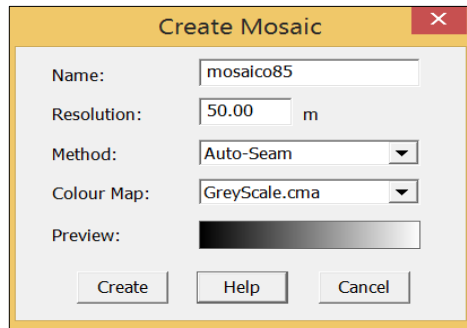 Create Mosaic
Name: mosaico85
Resolution: 50.00 m
Method: Auto-Seam
Colour Map: GreyScale.cma
Preview:
Create Help Cancel